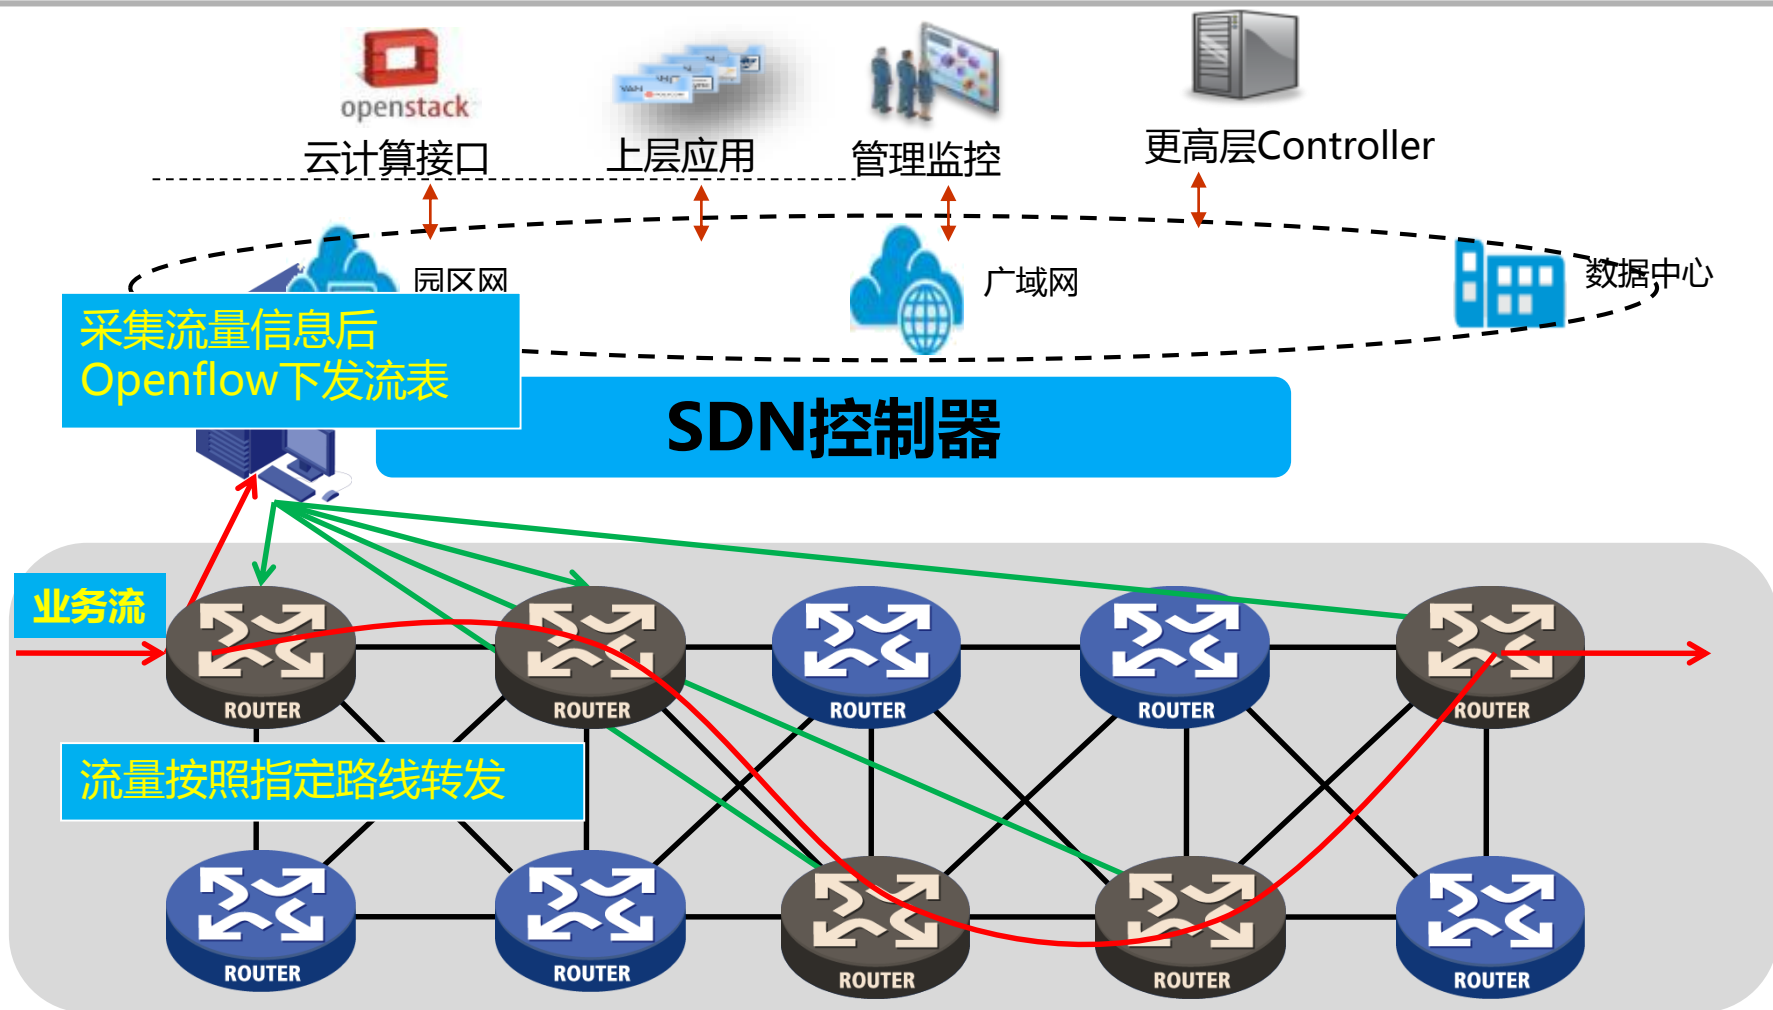 openstack
云计算接口
上层应用
管理监控
更高层Controller
园区网
广域网
数据中心
采集流量信息后
Openflow下发流表
SDN控制器
业务流
ROUTER
ROUTER
ROUTER
ROUTER
ROUTER
流量按照指定路线转发
ROUTER
ROUTER
ROUTER
ROUTER
ROUTER